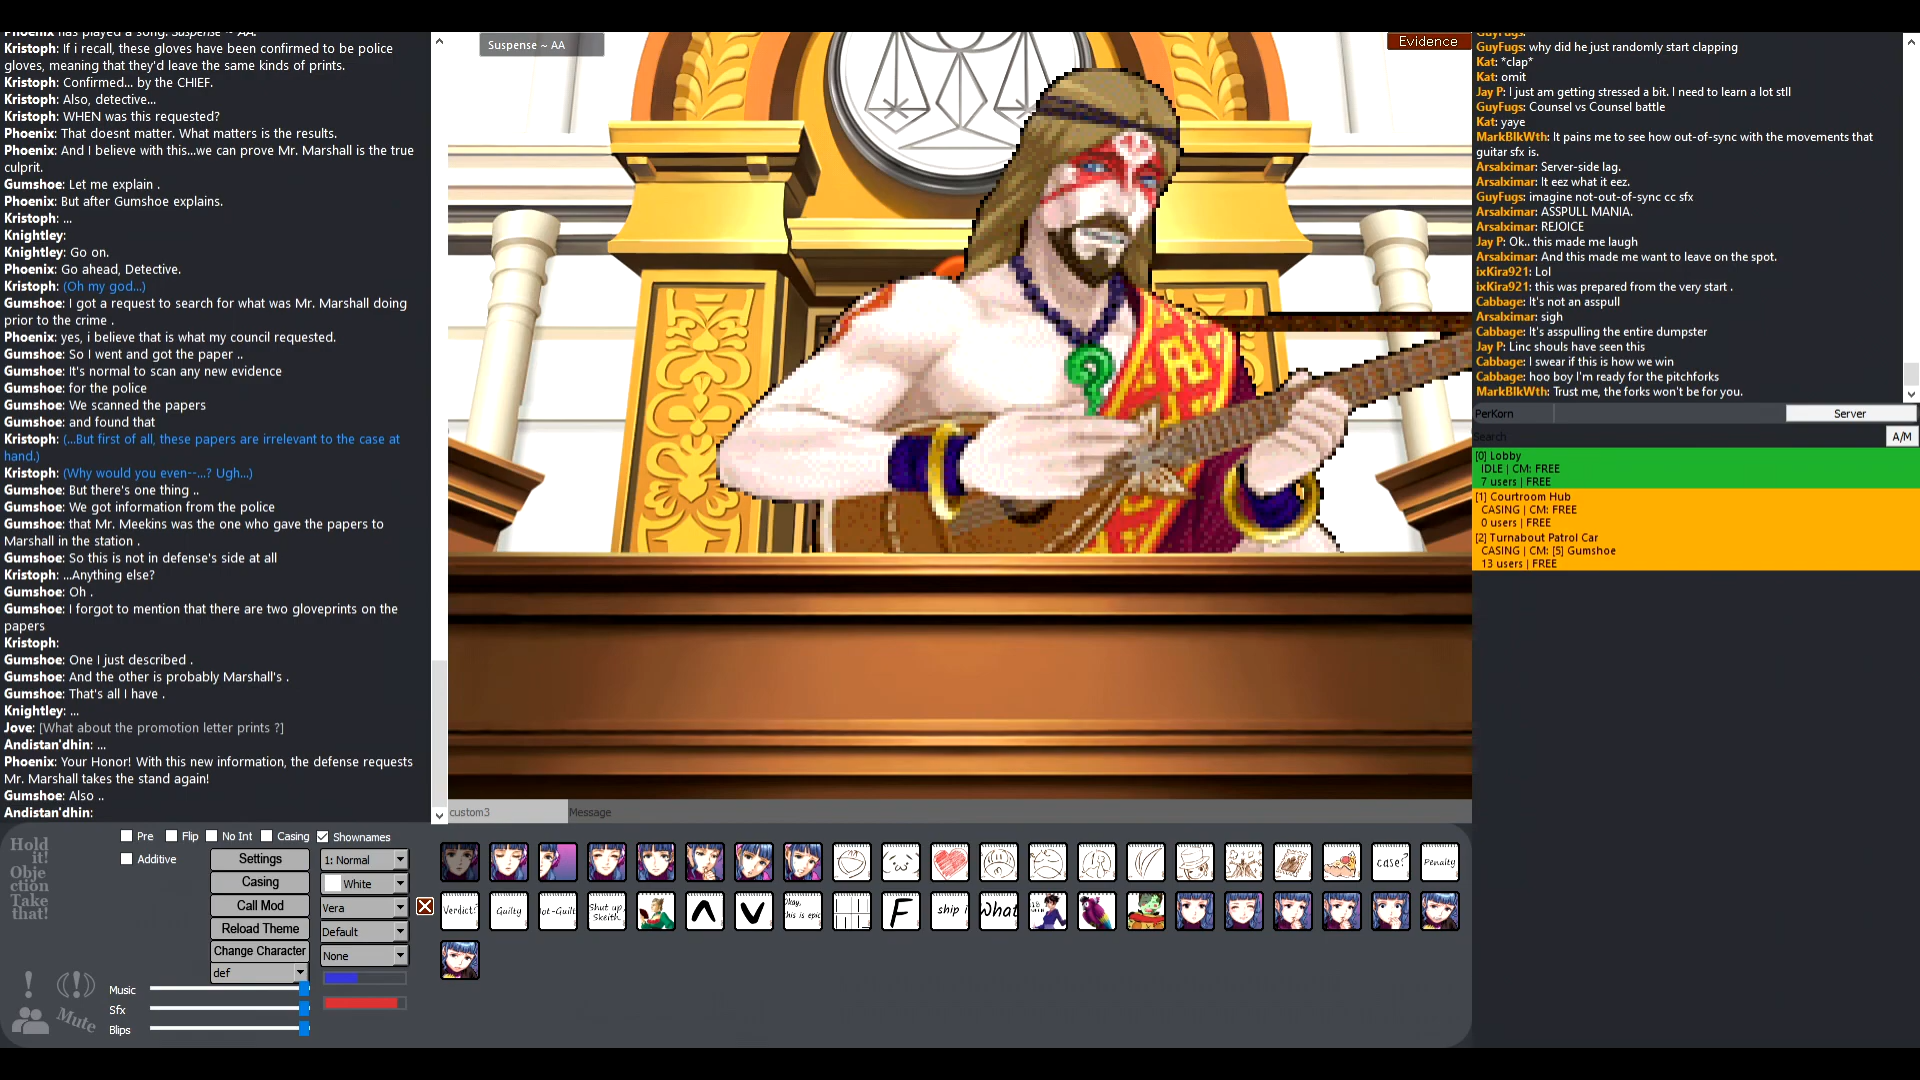 Phoenix has played a song: Suspense ~ AA.
Kristoph: If i recall, these gloves have been confirmed to be police
gloves, meaning that they'd leave the same kinds of prints.
Kristoph: Confirmed... by the CHIEF.
Kristoph: Also, detective...
Kristoph: WHEN was this requested?
Phoenix: That doesnt matter. What matters is the results.
Phoenix: And I believe with this...we can prove Mr. Marshall is the true
culprit.
Gumshoe: Let me explain .
Phoenix: But after Gumshoe explains.
Kristoph: ...
Knightley:
Knightley: Go on.
Phoenix: Go ahead, Detective.
Kristoph: (Oh my god...)
Gumshoe: I got a request to search for what was Mr. Marshall doing
prior to the crime .
Phoenix: yes, i believe that is what my council requested.
Gumshoe: So I went and got the paper ..
Gumshoe: It's normal to scan any new evidence
Gumshoe: for the police
Gumshoe: We scanned the papers
Gumshoe: and found that
Kristoph: (...But first of all, these papers are irrelevant to the case at
hand.)
Kristoph: (Why would you even--...? Ugh...)
Gumshoe: But there's one thing ..
Gumshoe: We got information from the police
Gumshoe: that Mr. Meekins was the one who gave the papers to
Marshall in the station .
Gumshoe: So this is not in defense's side at all
Kristoph: ...Anything else?
Gumshoe: Oh .
Gumshoe: I forgot to mention that there are two gloveprints on the
papers
Kristoph:
Gumshoe: One I just described .
Gumshoe: And the other is probably Marshall's .
Gumshoe: That's all I have .
Knightley: ...
Jove: [What about the promotion letter prints ?]
Andistan'dhin: ...
Phoenix: Your Honor! With this new information, the defense requests
Mr. Marshall takes the stand again!
Gumshoe: Also ..
Andistan'dhin:
Suspense ~ AA
Evidence
custom3
Message
GuyFugs:
GuyFugs: why did he just randomly start clapping
Kat: *clap*
Kat: omit
Jay P: I just am getting stressed a bit. I need to learn a lot stll
GuyFugs: Counsel vs Counsel battle
Kat: yaye
MarkBlkWth: It pains me to see how out-of-sync with the movements that
guitar sfx is.
Arsalximar: Server-side lag.
Arsalximar: It eez what it eez.
GuyFugs: imagine not-out-of-sync cc sfx
Arsalximar: ASSPULL MANIA.
Arsalximar: REJOICE
Jay P: Ok.. this made me laugh
Arsalximar: And this made me want to leave on the spot.
ixKira921: Lol
ixKira921: this was prepared from the very start .
Cabbage: It's not an asspull
Arsalximar: sigh
Cabbage: It's asspulling the entire dumpster
Jay P: Linc shouls have seen this
Cabbage: I swear if this is how we win
Cabbage: hoo boy I'm ready for the pitchforks
MarkBlkWth: Trust me, the forks won't be for you.
PerKorn
Server
Search
A/M
[0] Lobby
IDLE | CM: FREE
7 users | FREE
[1] Courtroom Hub
CASING | CM: FREE
0 users | FREE
[2] Turnabout Patrol Car
CASING | CM: [5] Gumshoe
13 users | FREE
Hold
it!
Obje
ction
Take
that!
Pre
Flip
No Int
Casing
Shownames
Additive
Settings
Casing
Call Mod
Reload Theme
Change Character
def
1: Normal
White
Vera
Default
None
Music
Sfx
Blips
! (!)
Mute
case?
Penalty
Verdict?
Guilty
Not-Guilt
Shut up,
Skeith.
Okay,
this is epic
F
ship i
What